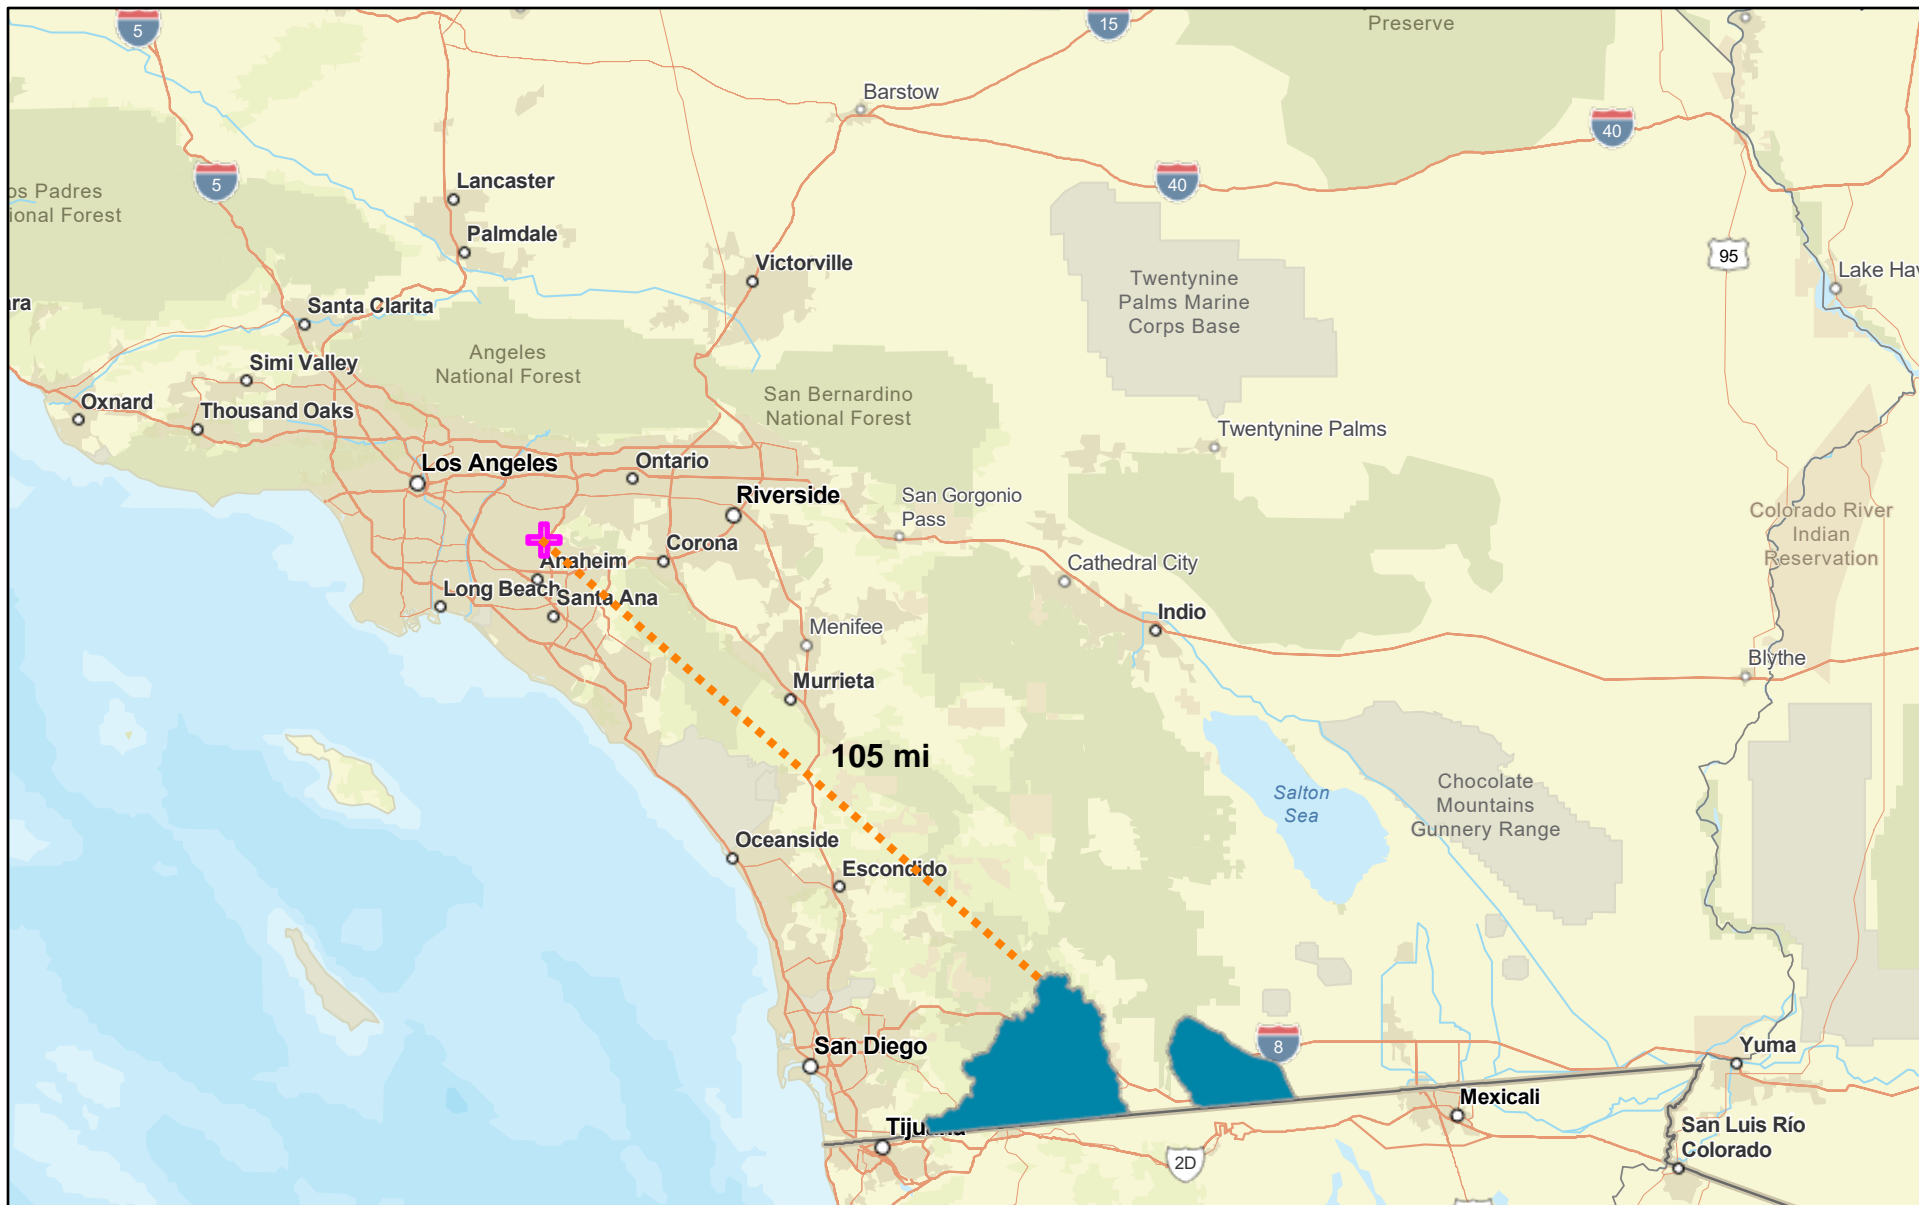 5
15
Preserve
Barstow
40
5
40
Lancaster
os Padres
ional Forest
Palmdale
95
Victorville
Lake Hav
Twentynine
Palms Marine
Corps Base
ara
Santa Clarita
Simi Valley
Angeles
National Forest
San Bernardino
National Forest
Oxnard
Thousand Oaks
Twentynine Palms
Los Angeles
Ontario
Riverside
San Gorgonio
Pass
Colorado River
Indian
Reservation
Corona
Anaheim
Cathedral City
Long Beach
Santa Ana
Indio
Menifee
Blythe
Murrieta
105 mi
Salton
Sea
Chocolate
Mountains
Gunnery Range
Oceanside
Escondido
San Diego
8
Yuma
Mexicali
Tijuana
San Luis Río
Colorado
2D